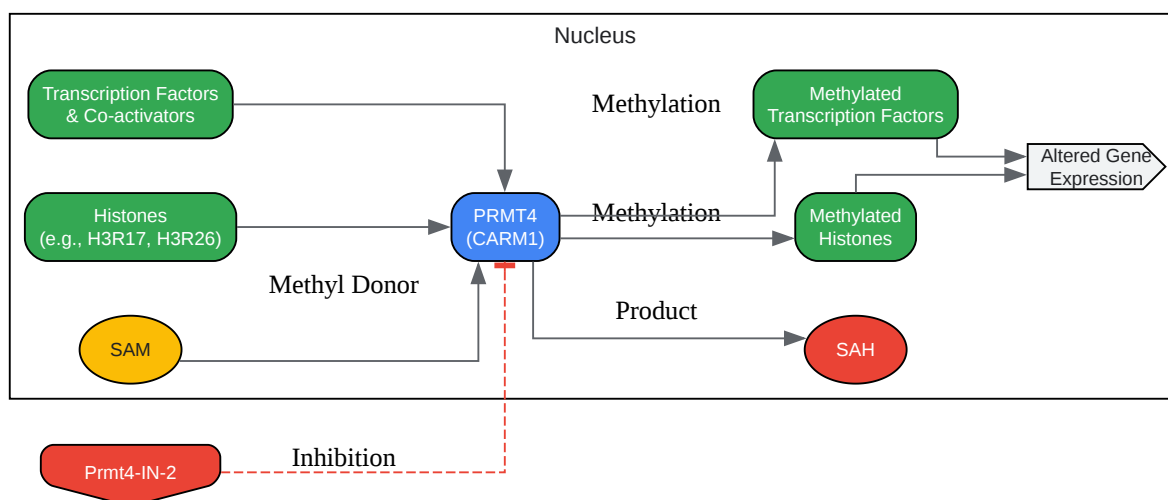 Nucleus
Transcription Factors
& Co-activators
Methylation
Methylated
Transcription Factors
Altered Gene
Expression
Histones
(e.g., H3R17, H3R26)
PRMT4
(CARM1)
Methylation
Methylated
Histones
Methyl Donor
Product
SAM
SAH
Prmt4-IN-2
Inhibition